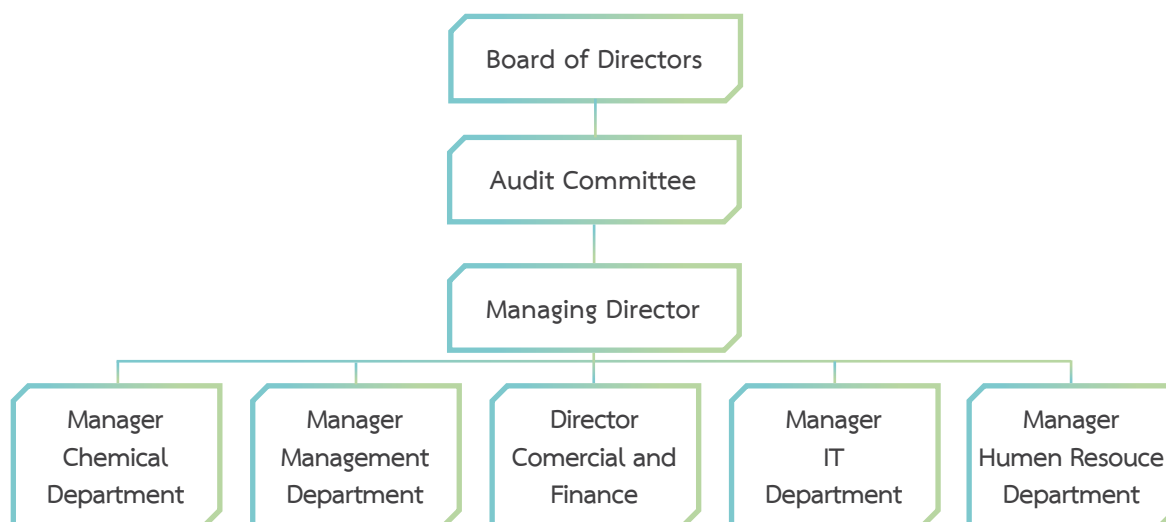 Board of Directors
Audit Committee
Managing Director
Manager
Chemical
Department
Manager
Management
Department
Director
Comercial and
Finance
Manager
IT
Department
Manager
Humen Resouce
Department